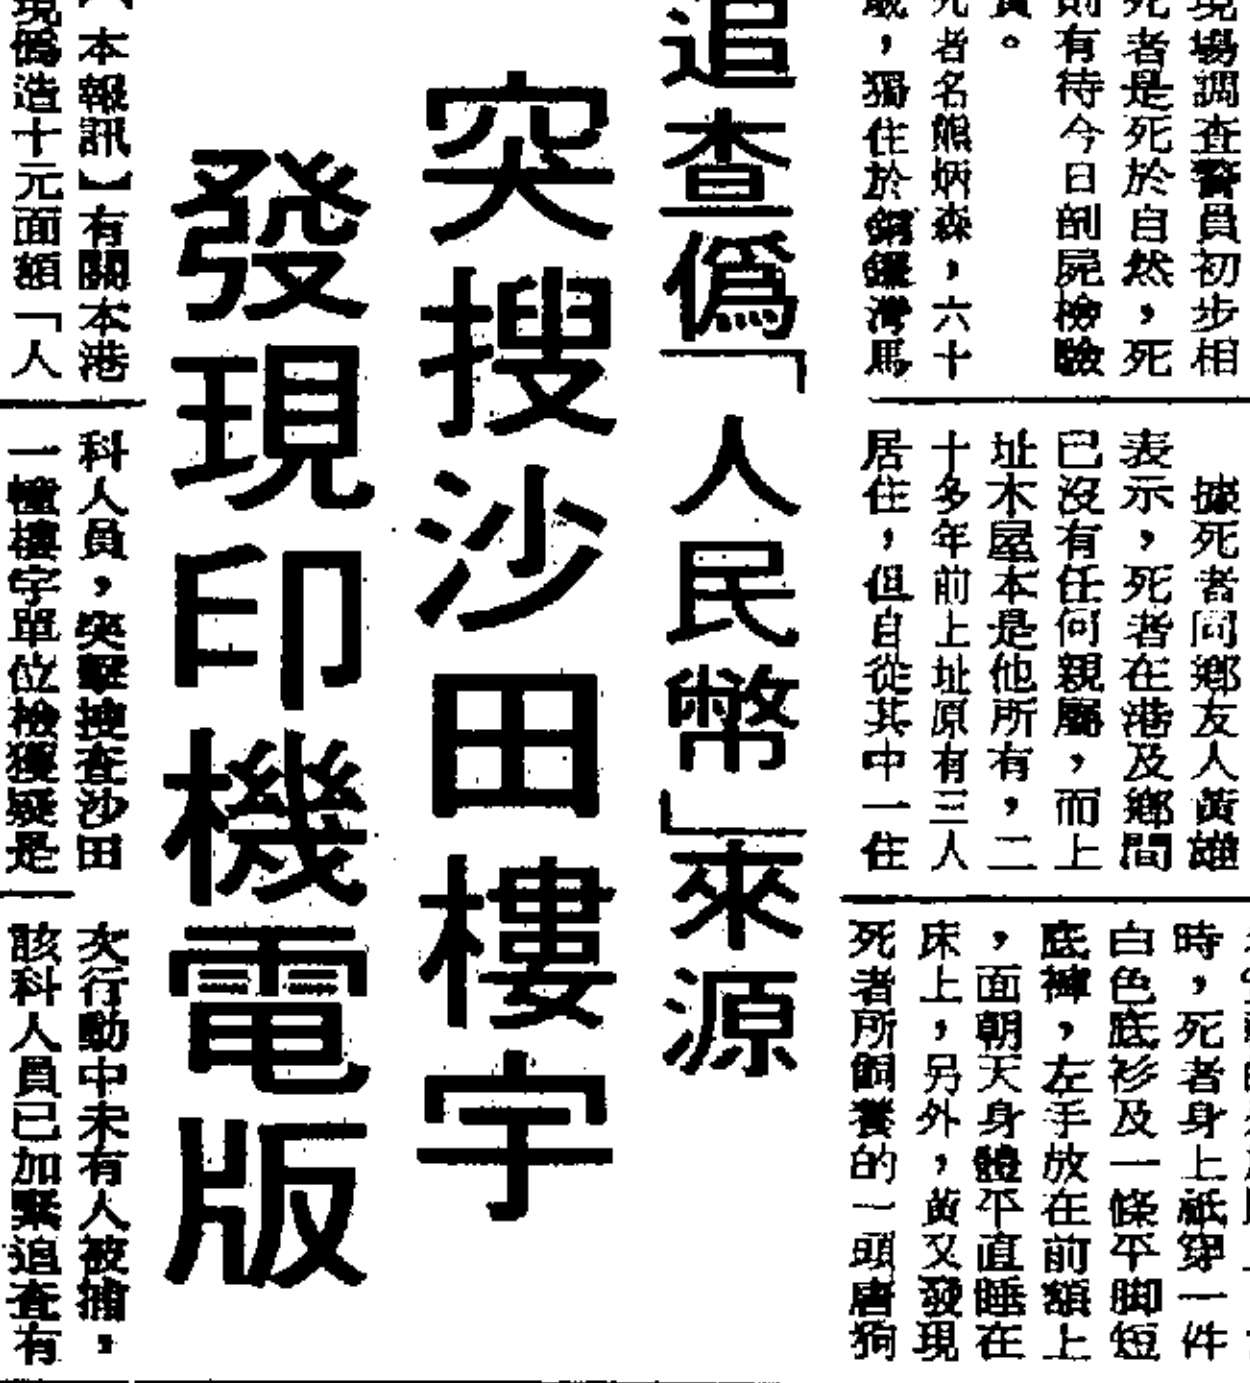 現場調查警員初步相
死者是死於自然，死
則有待今日剖屍檢驗
責。
死者名熊炳森，六十
歲，獨住於銅鑼灣馬
據死者同鄉友人黃雄
表示，死者在港及鄉間
已沒有任何親屬，而上
址木屋本是他所有，二
十多年前上址原有三人
居住，但自從其中一住
時，死者身上祗穿一件
白色底衫及一條平脚短
底褲，左手放在前額上
，面朝天身體平直睡在
床上，另外，黃又發現
死者所飼養的一頭唐狗
追查僞「人民幣」來源
突搜沙田樓宇
發現印機電版
【本報訊】有關本港
現僞造十元面額「人
科人員，突擊搜查沙田
一幢樓宇單位檢獲疑是
次行動中未有人被捕，
該科人員已加緊追查有